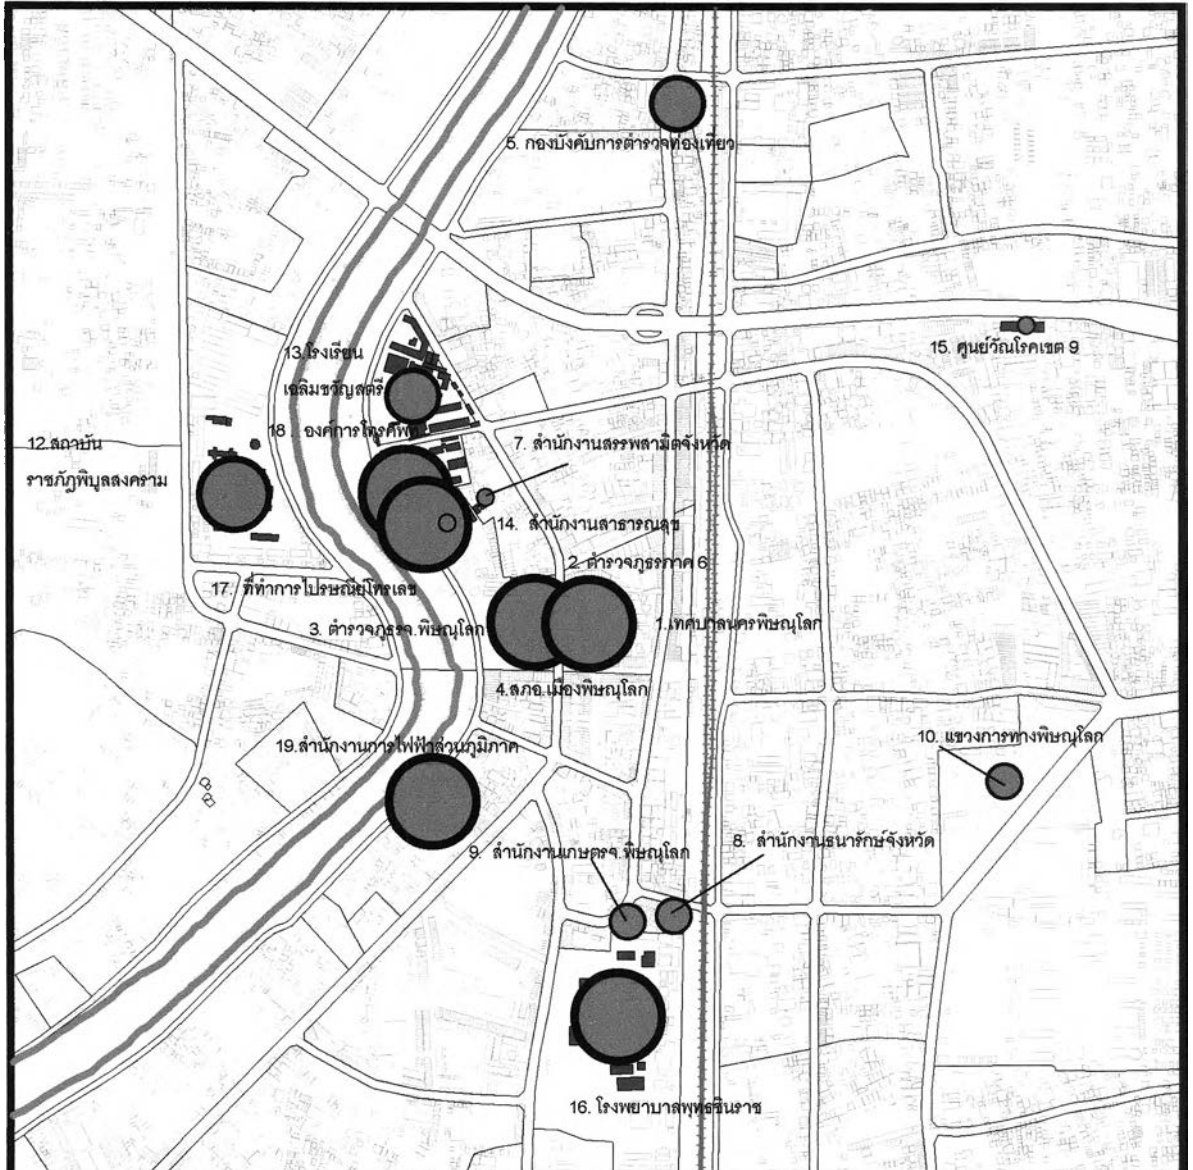 5. กองบังคับการตำรวจท่องเที่ยว
15. ศูนย์วัณโรคเขต 9
13.โรงเรียน
เฉลิมขวัญสตรี
18. องค์การโทรศัพท์
7. สำนักงานสรรพสามิตจังหวัด
12.สถาบัน
ราชภัฏพิบูลสงคราม
14. สำนักงานสาธารณสุข
2. ตำรวจภูธรภาค 6
17. ที่ทำการไปรษณีย์โทรเลข
3. ตำรวจภูธรจ.พิษณุโลก
1.เทศบาลนครพิษณุโลก
4.สภอ.เมืองพิษณุโลก
10. แขวงการทางพิษณุโลก
19.สำนักงานการไฟฟ้าส่วนภูมิภาค
8. สำนักงานธนารักษ์จังหวัด
9. สำนักงานเกษตรจ.พิษณุโลก
16. โรงพยาบาลพุทธชินราช